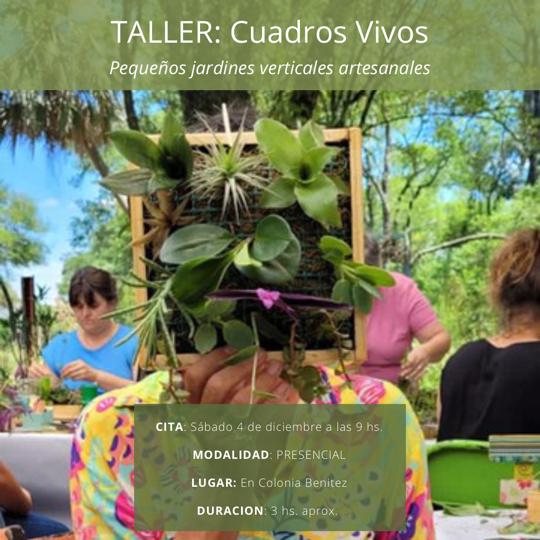 TALLER: Cuadros Vivos
Pequeños jardines verticales artesanales
CITA: Sábado 4 de diciembre a las 9 hs.
MODALIDAD: PRESENCIAL
LUGAR: En Colonia Benitez
DURACION: 3 hs. aprox.